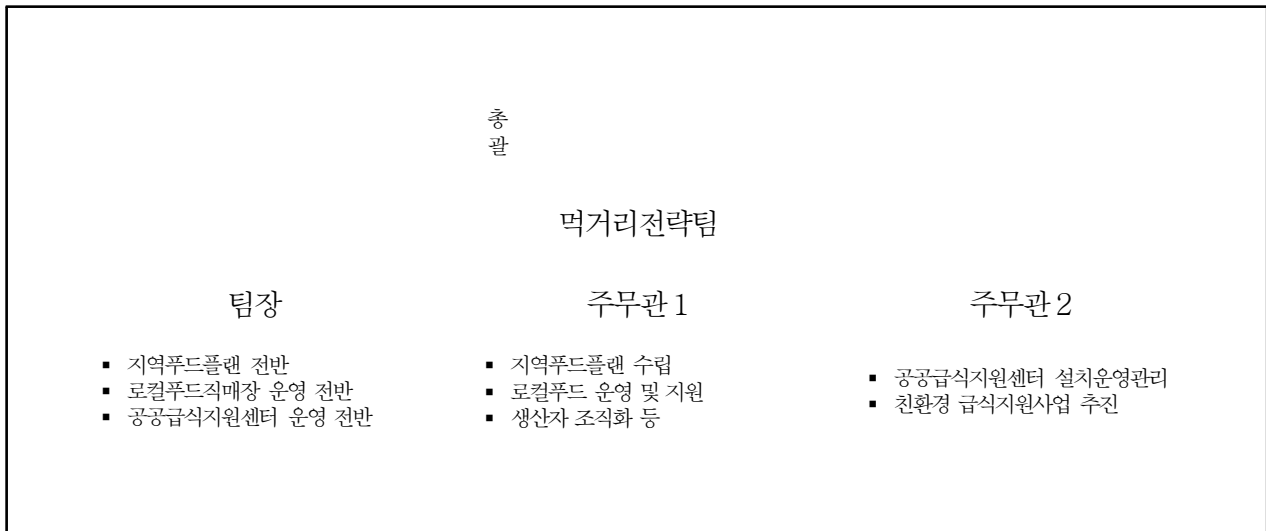 총
괄
먹거리전략팀
팀장
주무관 1
주무관 2
▪ 지역푸드플랜 전반
▪ 로컬푸드직매장 운영 전반
▪ 공공급식지원센터 운영 전반
▪ 지역푸드플랜 수립
▪ 로컬푸드 운영 및 지원
▪ 생산자 조직화 등
▪ 공공급식지원센터 설치운영관리
▪ 친환경 급식지원사업 추진